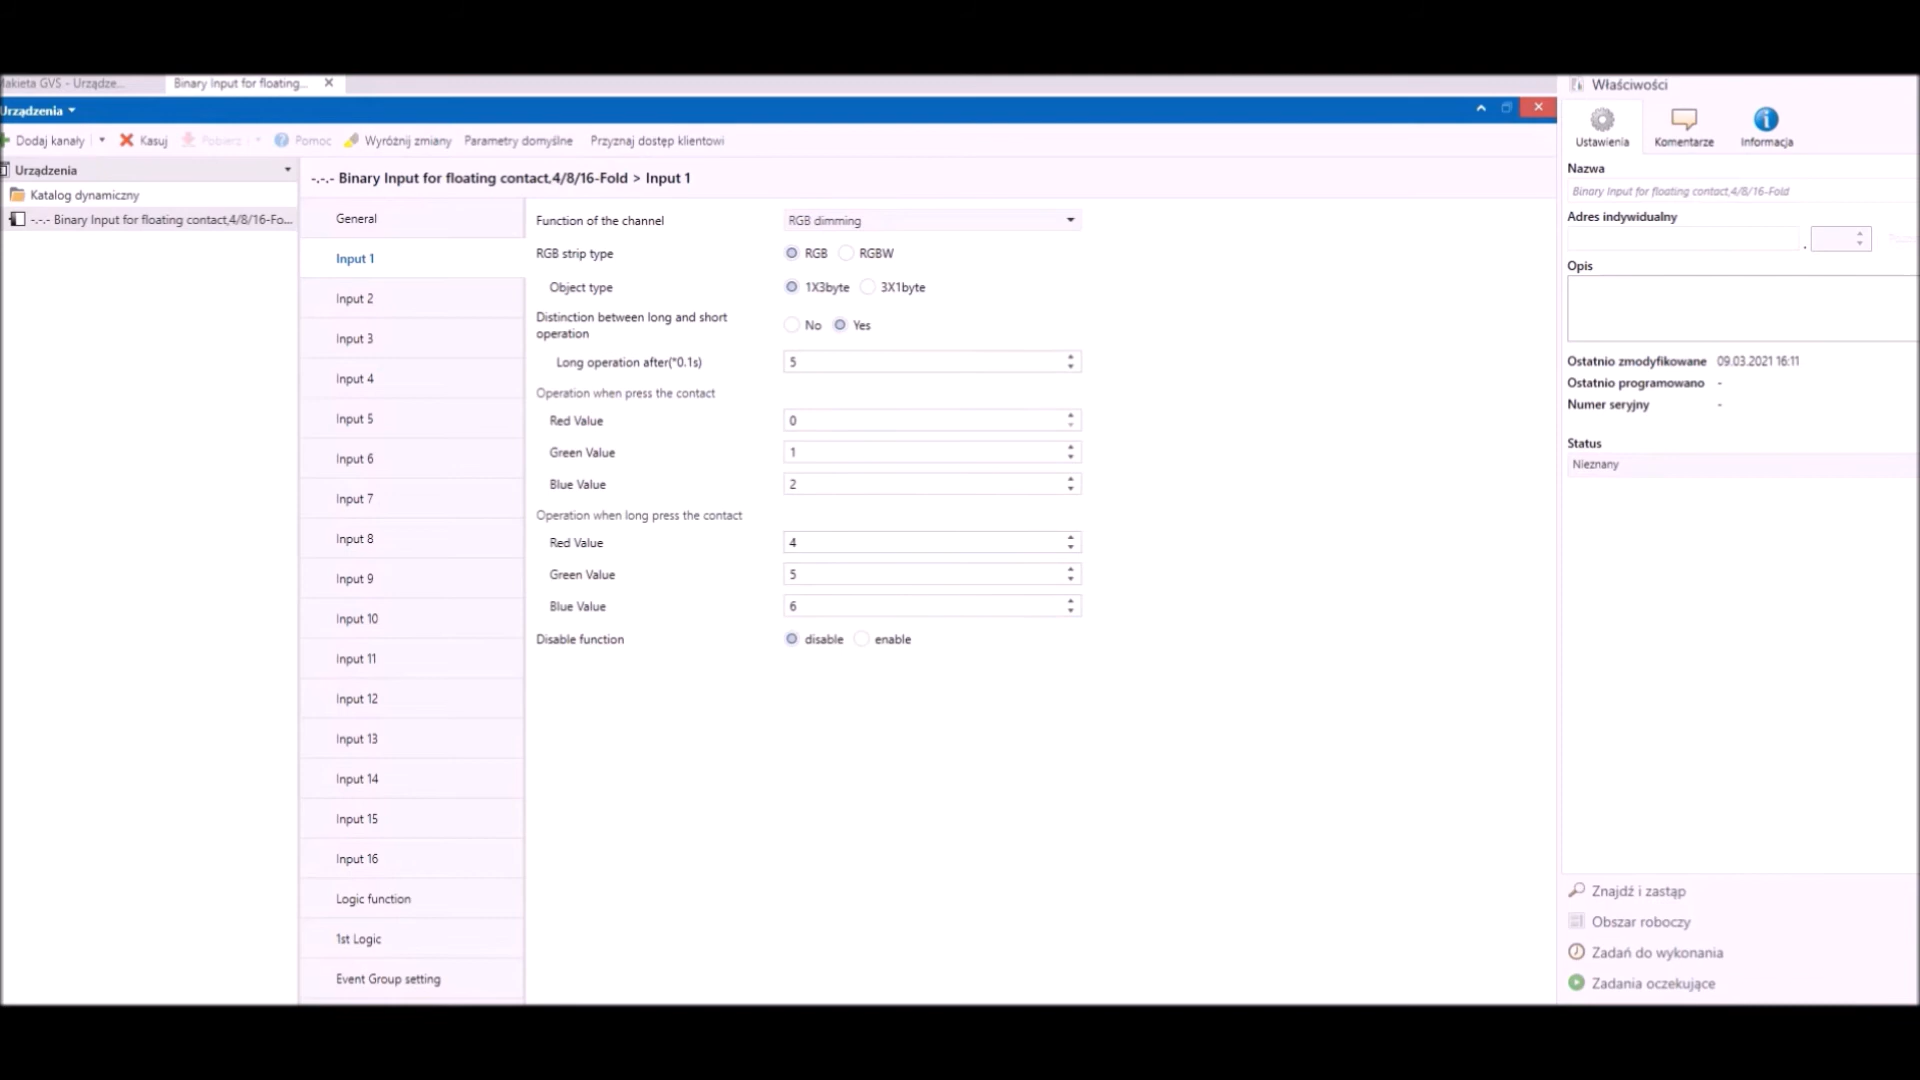 akieta GVS - Urządze...
Binary Input for floating...
Urządzenia
Dodaj kanały
Kasuj
Pobierz
Pomoc
Wyróżnij zmiany
Parametry domyślne
Przyznaj dostęp klientowi
Urządzenia
Katalog dynamiczny
-.-.- Binary Input for floating contact,4/8/16-Fo...
-.-.- Binary Input for floating contact,4/8/16-Fold > Input 1
General
Input 1
Input 2
Input 3
Input 4
Input 5
Input 6
Input 7
Input 8
Input 9
Input 10
Input 11
Input 12
Input 13
Input 14
Input 15
Input 16
Logic function
1st Logic
Event Group setting
Function of the channel
RGB dimming
RGB strip type
RGB
RGBW
Object type
1X3byte
3X1byte
Distinction between long and short
operation
No
Yes
Long operation after(*0.1s)
5
Operation when press the contact
Red Value
0
Green Value
1
Blue Value
2
Operation when long press the contact
Red Value
4
Green Value
5
Blue Value
6
Disable function
disable
enable
Właściwości
Ustawienia
Komentarze
Informacja
Nazwa
Binary Input for floating contact,4/8/16-Fold
Adres indywidualny
.
Opis
Ostatnio zmodyfikowane 09.03.2021 16:11
Ostatnio programowano -
Numer seryjny -
Status
Nieznany
Znajdź i zastąp
Obszar roboczy
Zadań do wykonania
Zadania oczekujące